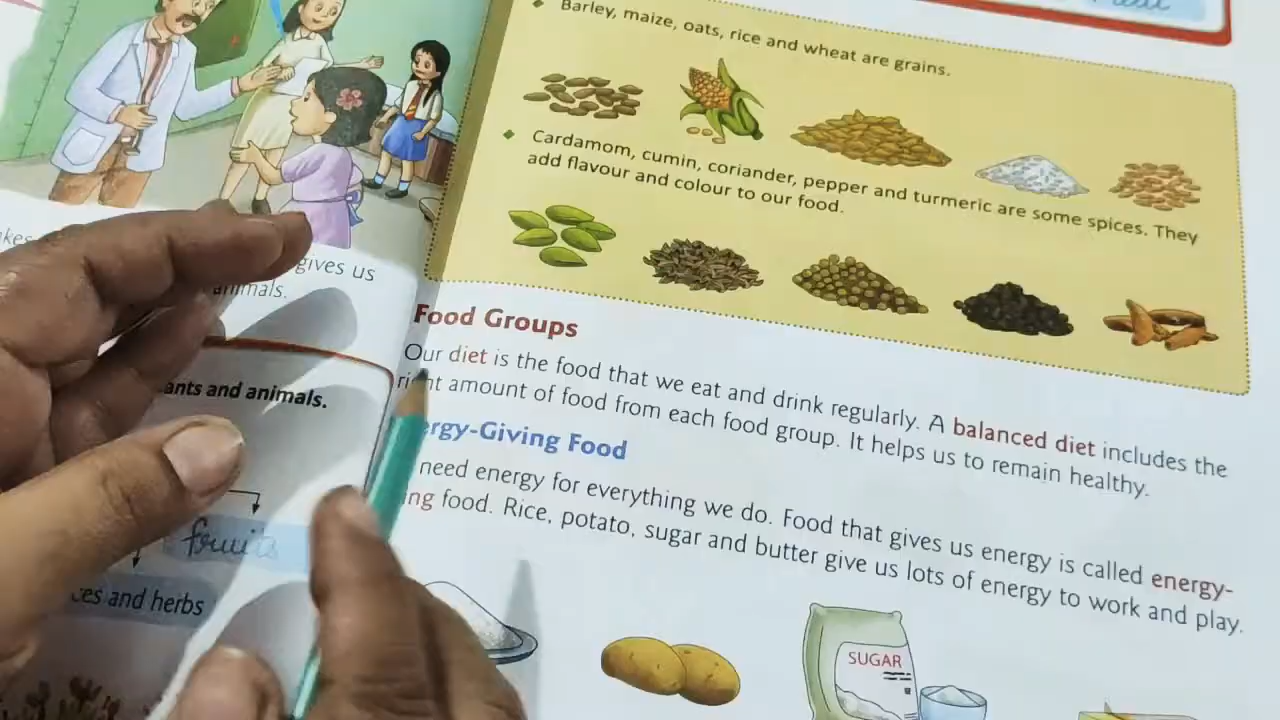 gives us
animals.
ants and animals.
fruits
ces and herbs
Barley, maize, oats, rice and wheat are grains.
Cardamom, cumin, coriander, pepper and turmeric are some spices. They
add flavour and colour to our food.
Food Groups
Our diet is the food that we eat and drink regularly. A balanced diet includes the
right amount of food from each food group. It helps us to remain healthy.
ergy-Giving Food
need energy for everything we do. Food that gives us energy is called energy-
ing food. Rice, potato, sugar and butter give us lots of energy to work and play.
SUGAR